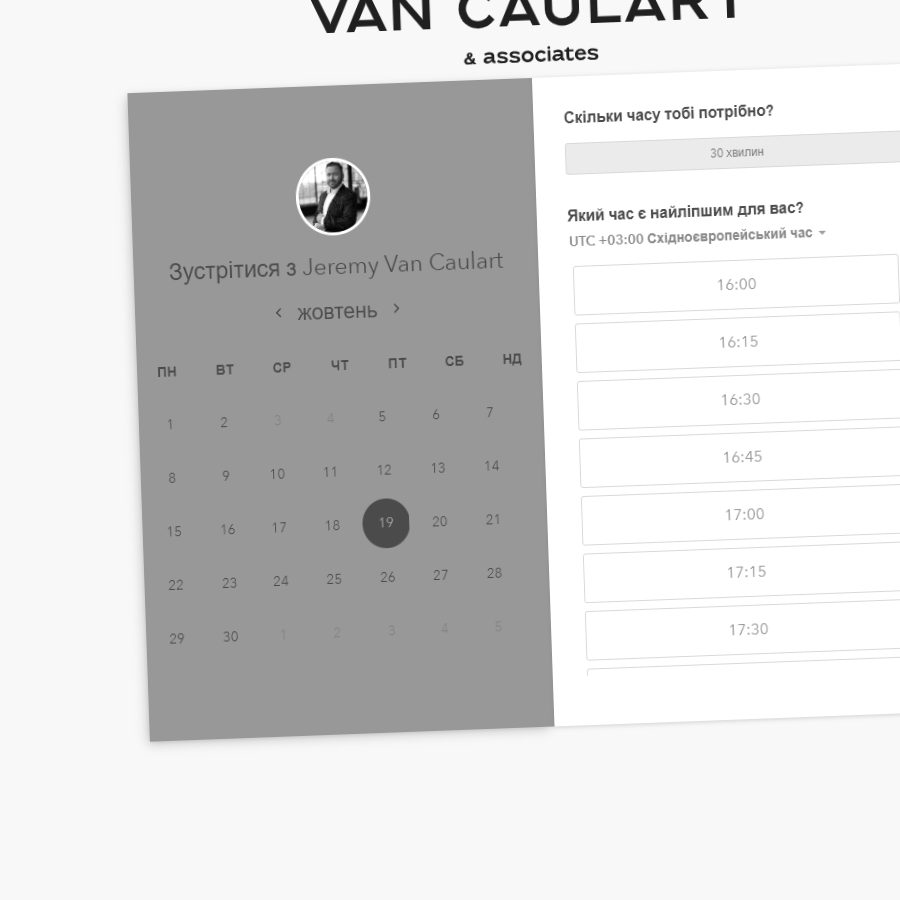 VAN CAULART
& associates
Зустрітися з Jeremy Van Caulart
‹ жовтень ›
ПН ВТ СР ЧТ ПТ СБ НД
1 2 3 4 5 6 7
8 9 10 11 12 13 14
15 16 17 18 19 20 21
22 23 24 25 26 27 28
29 30 1 2 3 4 5
Скільки часу тобі потрібно?
30 хвилин
Який час є найліпшим для вас?
UTC +03:00 Східноєвропейський час
16:00
16:15
16:30
16:45
17:00
17:15
17:30